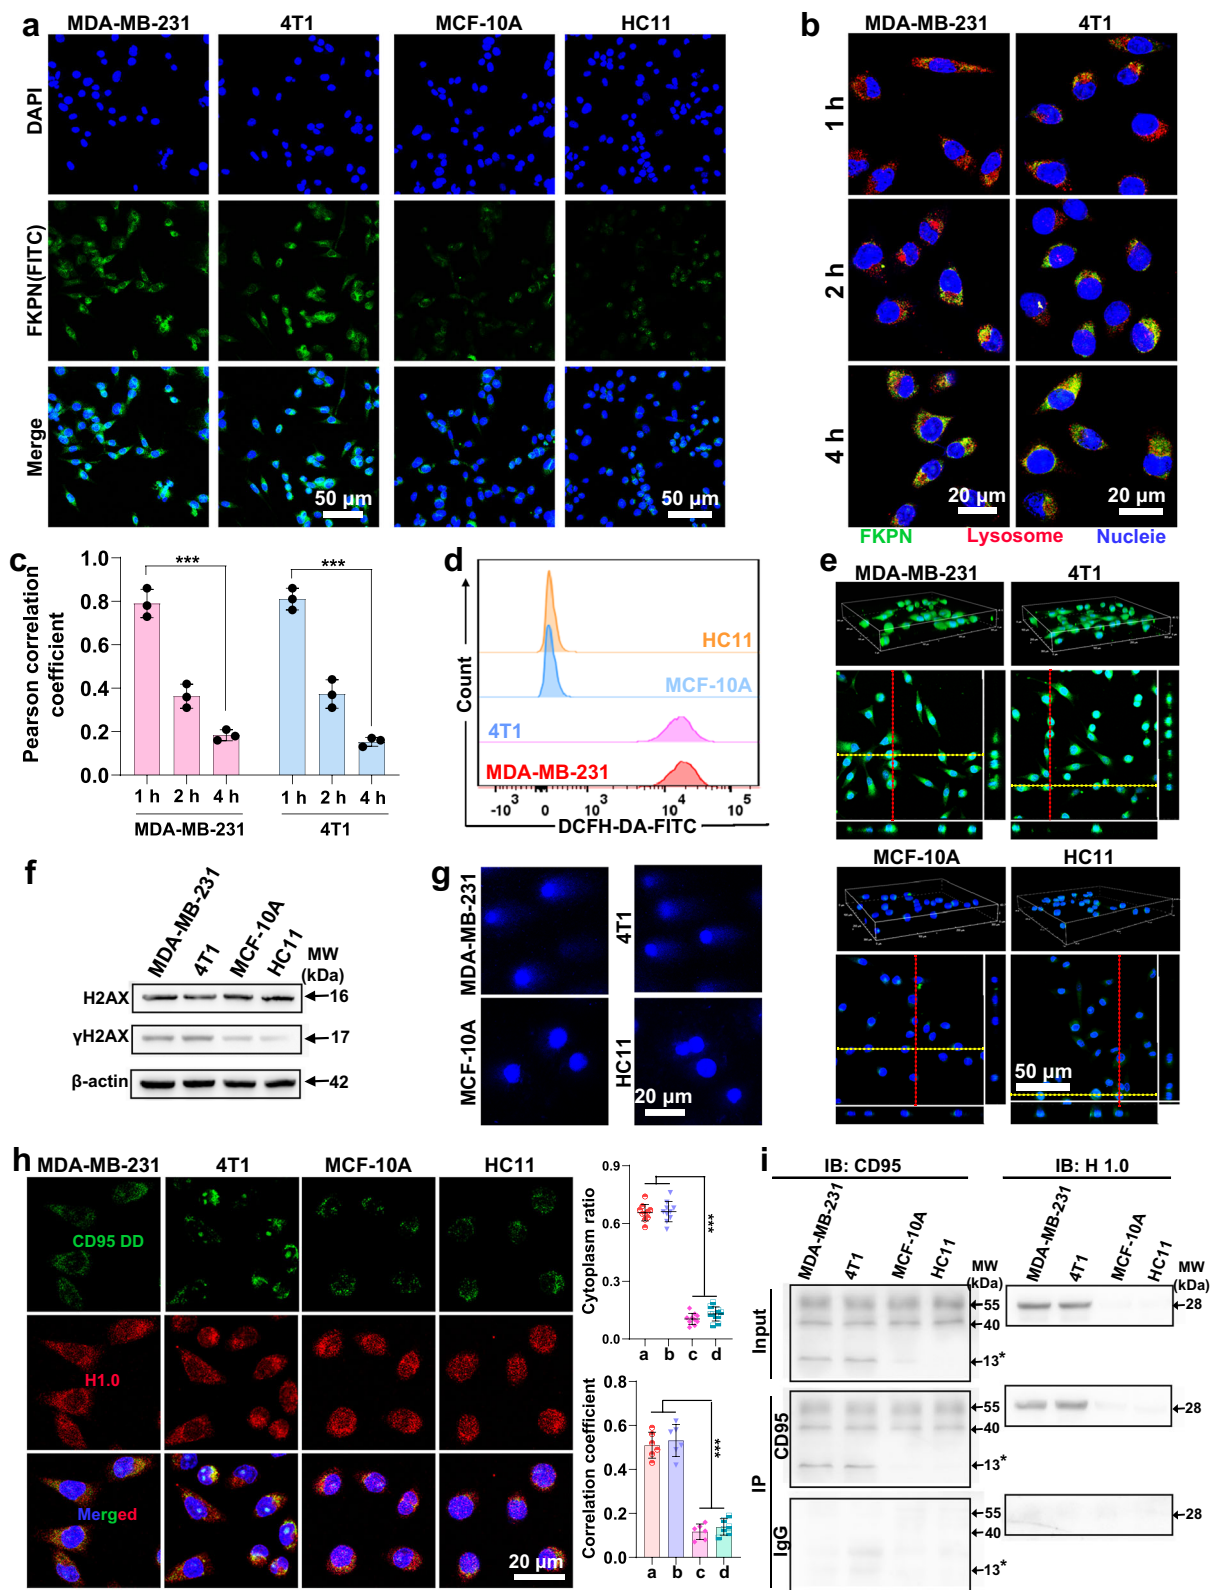 a
MDA-MB-231 4T1 MCF-10A HC11
DAPI
FKPN(FITC)
Merge
50 µm 50 µm
b
MDA-MB-231 4T1
1 h
2 h
4 h
20 µm 20 µm
FKPN Lysosome Nucleie
c
Pearson correlation
coefficient
1.0
0.8
0.6
0.4
0.2
0.0
*** ***
1 h 2 h 4 h 1 h 2 h 4 h
MDA-MB-231 4T1
d
Count
HC11
MCF-10A
4T1
MDA-MB-231
-10³ 0 10³ 10⁴ 10⁵
DCFH-DA-FITC
e
MDA-MB-231 4T1
MCF-10A HC11
50 µm
f
MDA-MB-231 4T1 MCF-10A HC11
MW
(kDa)
H2AX 16
γH2AX 17
β-actin 42
g
MDA-MB-231 4T1
MCF-10A HC11
20 µm
h
MDA-MB-231 4T1 MCF-10A HC11
CD95 DD
H1.0
Merged
20 µm
Cytoplasm ratio
0.9
0.6
0.3
0.0
***
a b c d
Correlation coefficient
0.8
0.6
0.4
0.2
0.0
***
a b c d
i
IB: CD95 IB: H 1.0
MDA-MB-231 4T1 MCF-10A HC11 MW (kDa) MDA-MB-231 4T1 MCF-10A HC11 MW (kDa)
Input
55 28
40
13*
IP
CD95
55 28
40
13*
IgG
55 28
40
13*